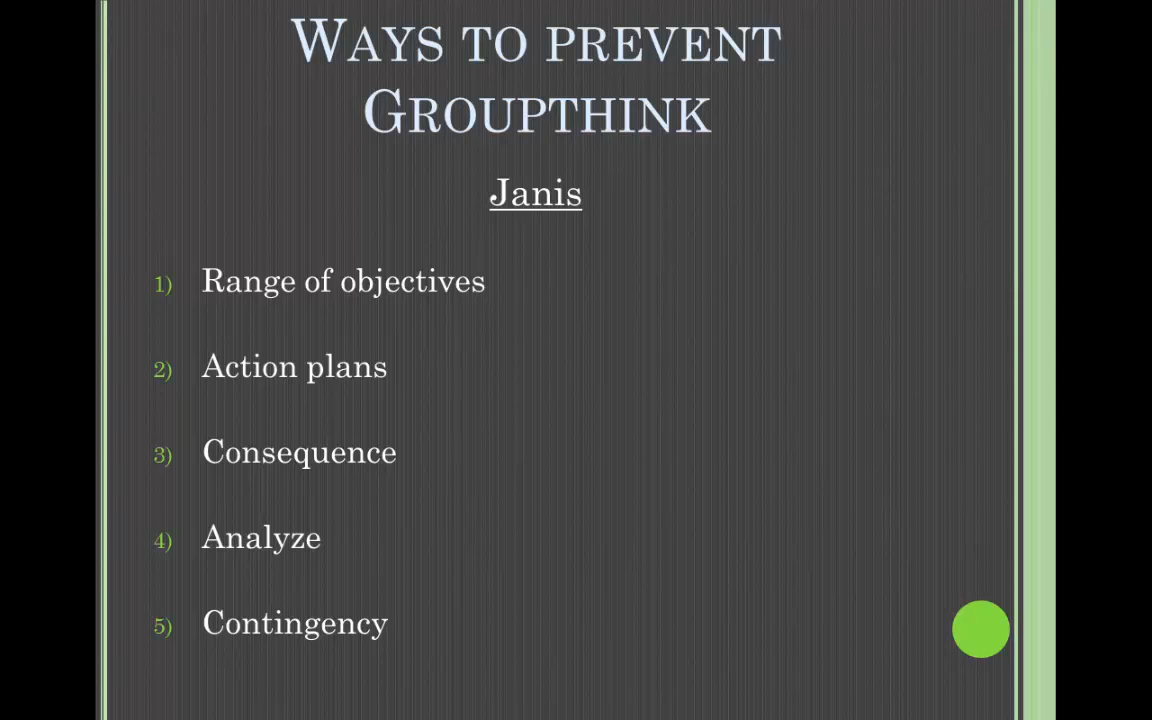 Ways to prevent
Groupthink
Janis
1) Range of objectives
2) Action plans
3) Consequence
4) Analyze
5) Contingency